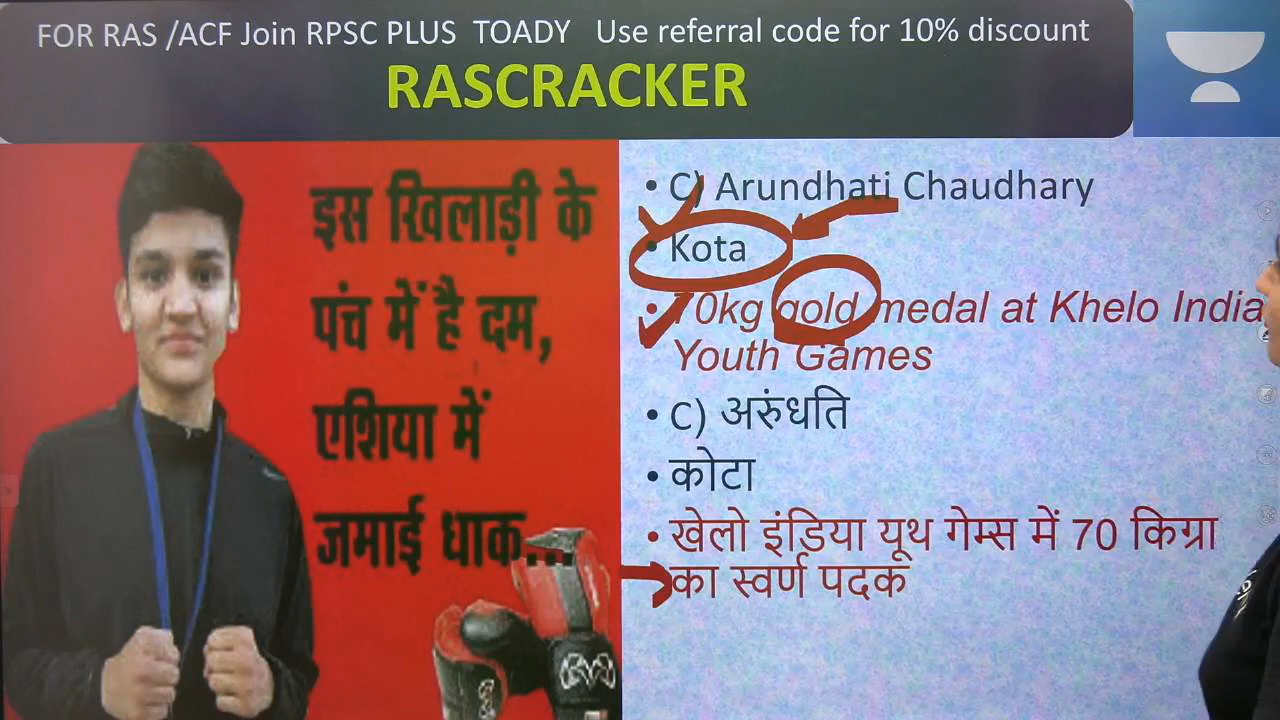 FOR RAS /ACF Join RPSC PLUS TOADY Use referral code for 10% discount
RASCRACKER
इस खिलाड़ी के
पंच में है दम,
एशिया में
जमाई धाक...
• C) Arundhati Chaudhary
• Kota
• 70kg gold medal at Khelo India
Youth Games
• C) अरुंधति
• कोटा
• खेलो इंडिया यूथ गेम्स में 70 किग्रा
का स्वर्ण पदक